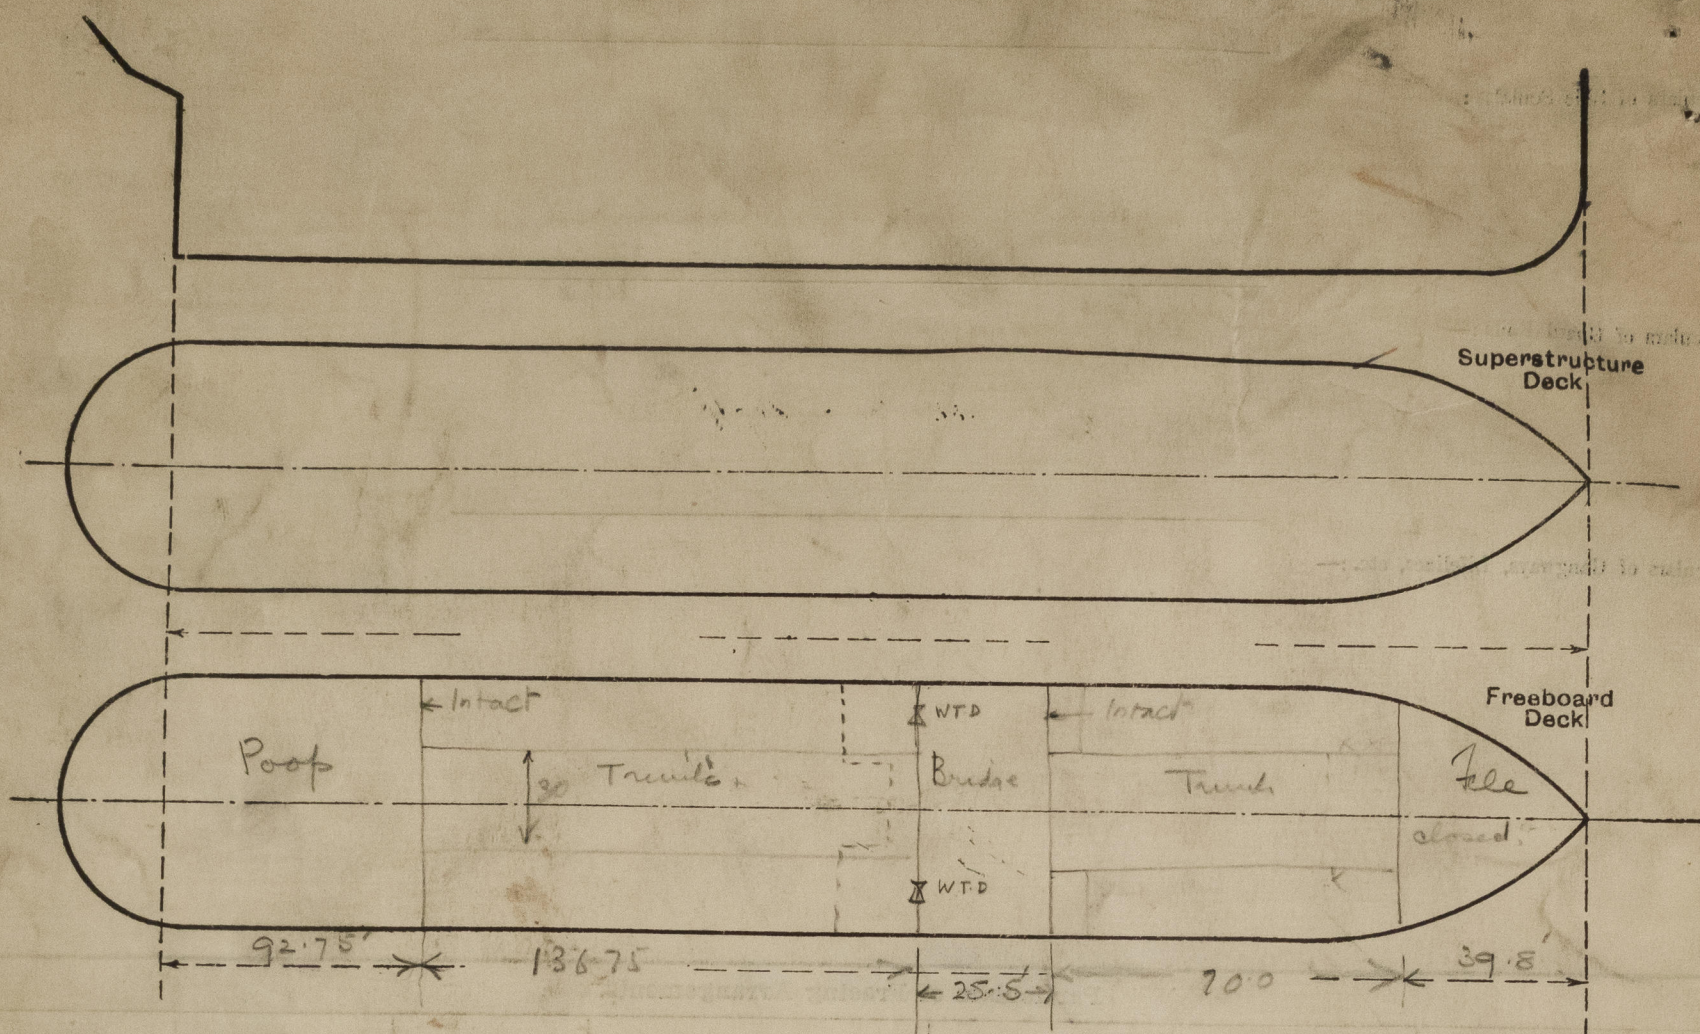 Superstructure
Deck
Freeboard
Deck
Intact
WTD
Intact
Poop
30
Trunk
Bridge
Trunk
Fcle
closed
WTD
92.75'
136.75
25.5
70.0
39.8'